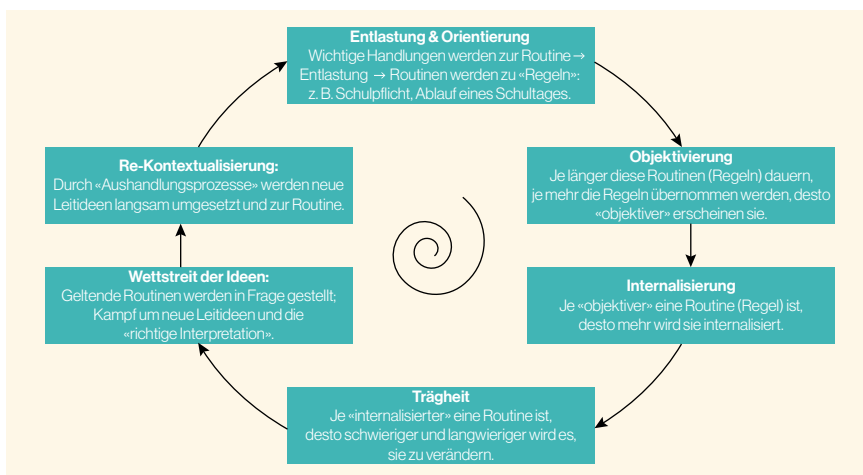 Entlastung & Orientierung
Wichtige Handlungen werden zur Routine →
Entlastung → Routinen werden zu «Regeln»:
z. B. Schulpflicht, Ablauf eines Schultages.
Objektivierung
Je länger diese Routinen (Regeln) dauern,
je mehr die Regeln übernommen werden, desto
«objektiver» erscheinen sie.
Internalisierung
Je «objektiver» eine Routine (Regel) ist,
desto mehr wird sie internalisiert.
Trägheit
Je «internalisierter» eine Routine ist,
desto schwieriger und langwieriger wird es,
sie zu verändern.
Wettstreit der Ideen:
Geltende Routinen werden in Frage gestellt;
Kampf um neue Leitideen und die
«richtige Interpretation».
Re-Kontextualisierung:
Durch «Aushandlungsprozesse» werden neue
Leitideen langsam umgesetzt und zur Routine.